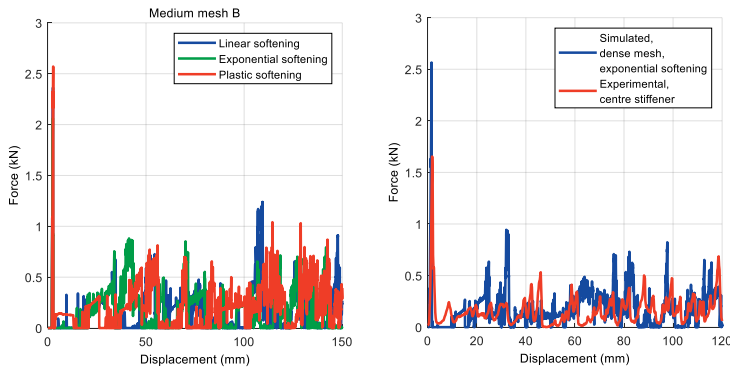 Medium mesh B
3
2.5
2
1.5
1
0.5
0
0
50
100
150
Force (kN)
Displacement (mm)
Linear softening
Exponential softening
Plastic softening
3
2.5
2
1.5
1
0.5
0
0
20
40
60
80
100
120
Force (kN)
Displacement (mm)
Simulated,
dense mesh,
exponential softening
Experimental,
centre stiffener